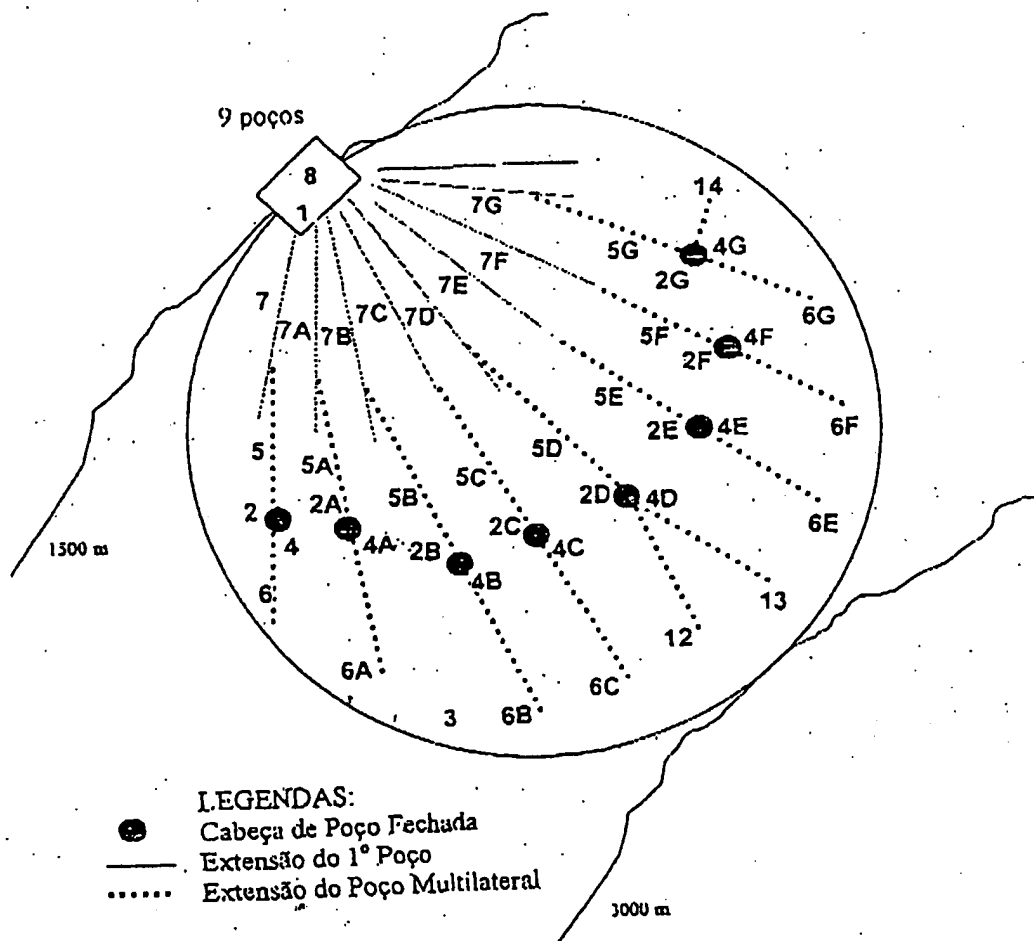 9 poços
8
1
14
7G
5G
4G
2G
7F
6G
7E
7
7C
7D
7A
7B
5F
4F
2F
5E
6F
2E
4E
5
5A
5B
5C
5D
2D
4D
6E
2
2A
2C
1500 m
4
4A
2B
4C
4B
6
13
12
6A
6C
3
6B
LEGENDAS:
Cabeça de Poço Fechada
Extensão do 1º Poço
Extensão do Poço Multilateral
3000 m